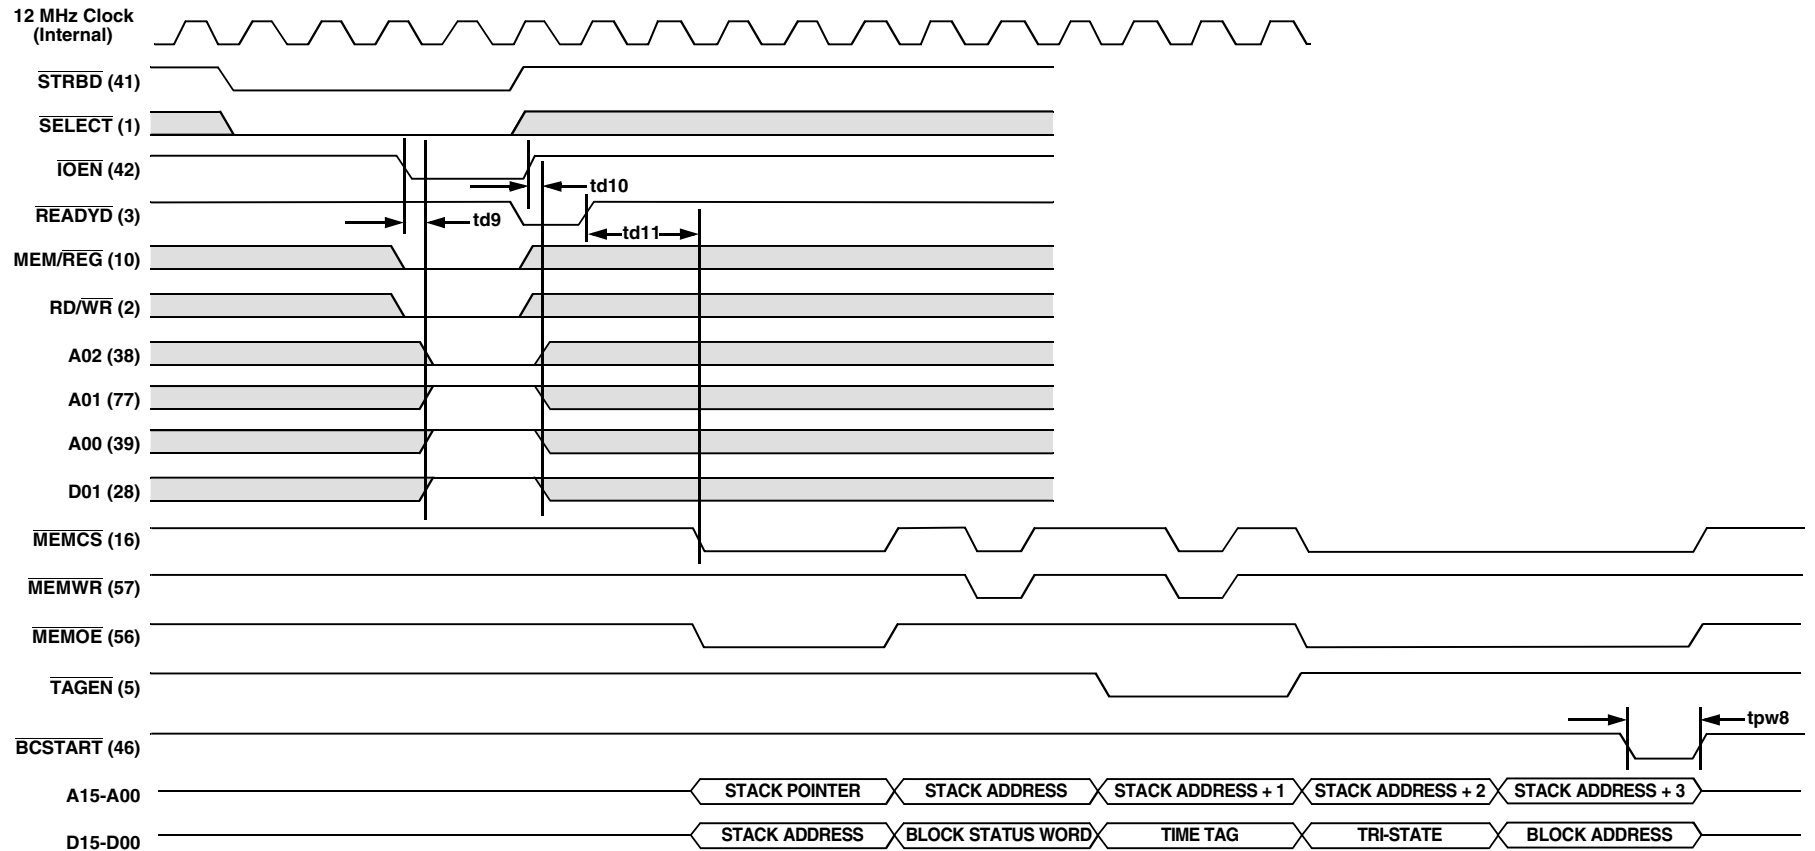 12 MHz Clock
(Internal)
STRBD (41)
SELECT (1)
IOEN (42)
td10
READYD (3)
td9
td11
MEM/REG (10)
RD/WR (2)
A02 (38)
A01 (77)
A00 (39)
D01 (28)
MEMCS (16)
MEMWR (57)
MEMOE (56)
TAGEN (5)
tpw8
BCSTART (46)
A15-A00 STACK POINTER STACK ADDRESS STACK ADDRESS + 1 STACK ADDRESS + 2 STACK ADDRESS + 3
D15-D00 STACK ADDRESS BLOCK STATUS WORD TIME TAG TRI-STATE BLOCK ADDRESS